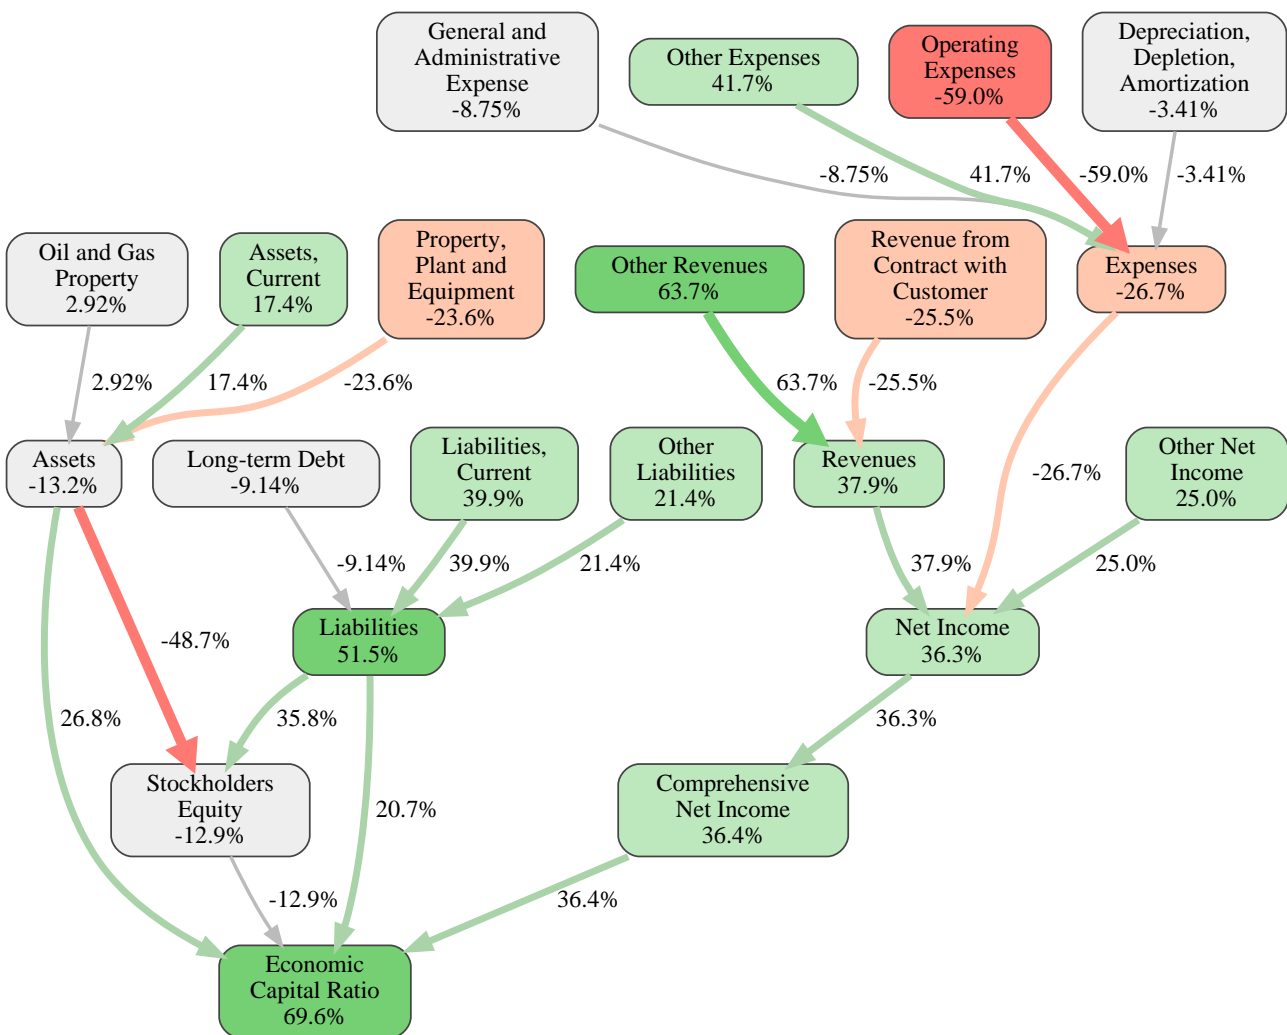 General and
Administrative
Expense
-8.75%
Other Expenses
41.7%
Operating
Expenses
-59.0%
Depreciation,
Depletion,
Amortization
-3.41%
-8.75%
41.7%
-59.0%
-3.41%
Oil and Gas
Property
2.92%
Assets,
Current
17.4%
Property,
Plant and
Equipment
-23.6%
Other Revenues
63.7%
Revenue from
Contract with
Customer
-25.5%
Expenses
-26.7%
2.92%
17.4%
-23.6%
63.7%
-25.5%
Assets
-13.2%
Long-term Debt
-9.14%
Liabilities,
Current
39.9%
Other
Liabilities
21.4%
Revenues
37.9%
-26.7%
Other Net
Income
25.0%
-9.14%
39.9%
21.4%
37.9%
25.0%
-48.7%
Liabilities
51.5%
Net Income
36.3%
26.8%
35.8%
36.3%
Stockholders
Equity
-12.9%
20.7%
Comprehensive
Net Income
36.4%
-12.9%
36.4%
Economic
Capital Ratio
69.6%